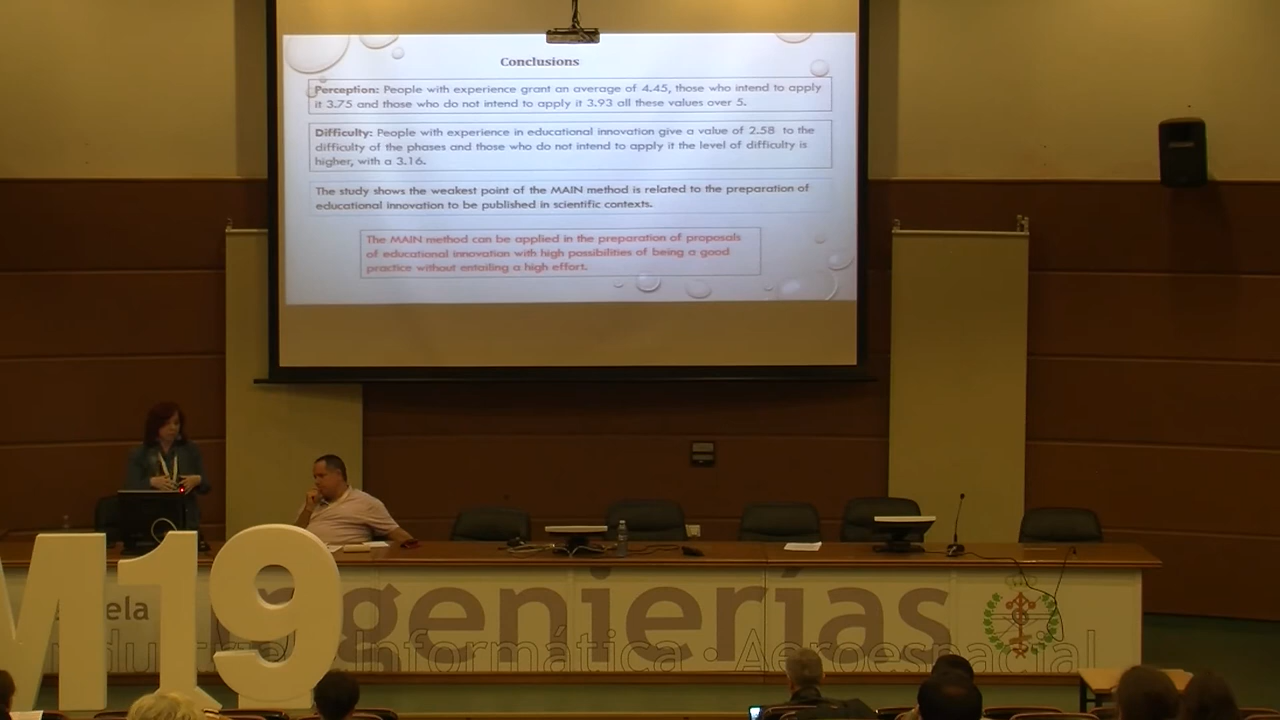 Conclusions
Perception: People with experience grant an average of 4.45, those who intend to apply
it 3.75 and those who do not intend to apply it 3.93 all these values over 5.
Difficulty: People with experience in educational innovation give a value of 2.58 to the
difficulty of the phases and those who do not intend to apply it the level of difficulty is
higher, with a 3.16.
The study shows the weakest point of the MAIN method is related to the preparation of
educational innovation to be published in scientific contexts.
The MAIN method can be applied in the preparation of proposals
of educational innovation with high possibilities of being a good
practice without entailing a high effort.
M19
ela
ngenierías
Informática • Aeroespacial